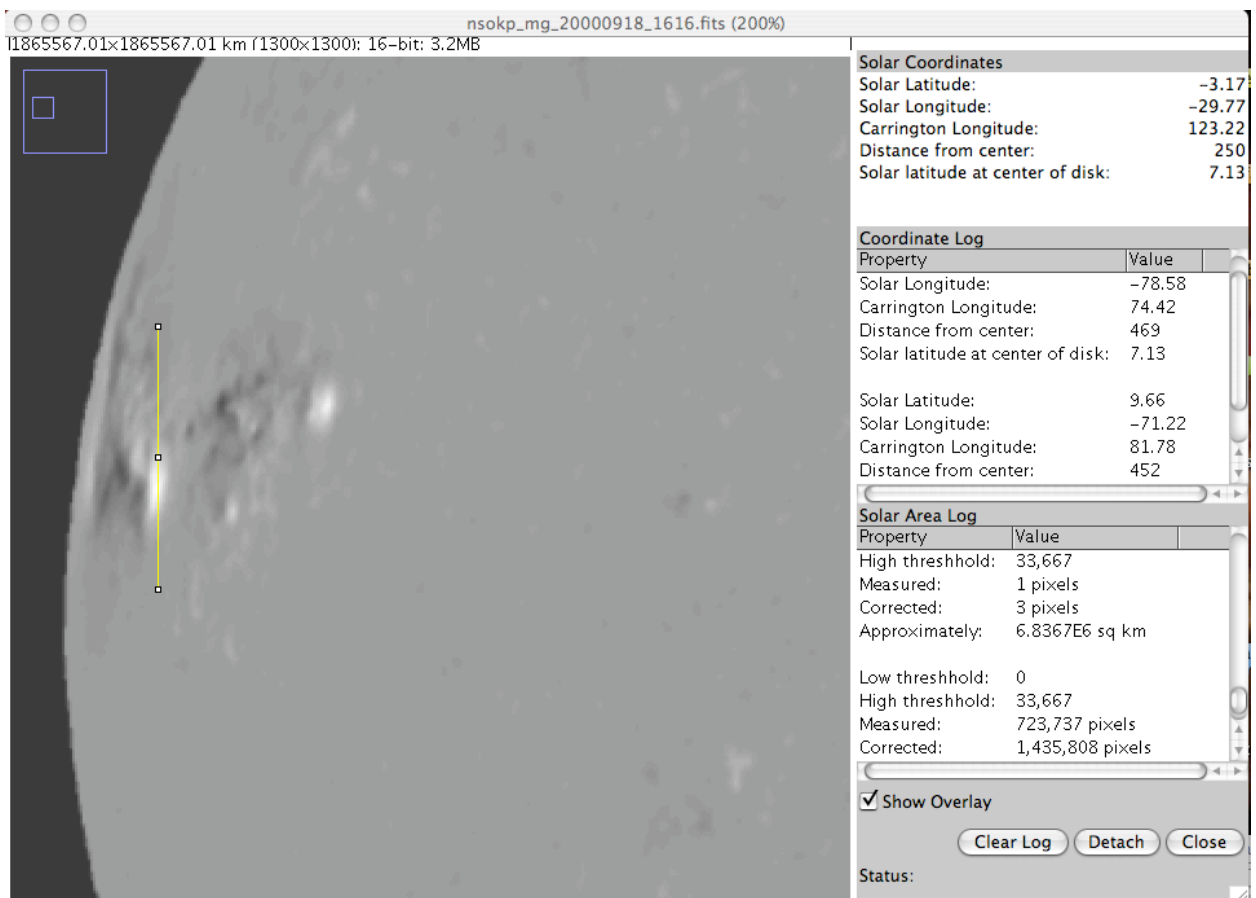 nsokp_mg_20000918_1616.fits (200%)
1865567.01×1865567.01 km (1300×1300): 16-bit: 3.2MB
Solar Coordinates
Solar Latitude: -3.17
Solar Longitude: -29.77
Carrington Longitude: 123.22
Distance from center: 250
Solar latitude at center of disk: 7.13
Coordinate Log
Property Value
Solar Longitude: -78.58
Carrington Longitude: 74.42
Distance from center: 469
Solar latitude at center of disk: 7.13
Solar Latitude: 9.66
Solar Longitude: -71.22
Carrington Longitude: 81.78
Distance from center: 452
Solar Area Log
Property Value
High threshhold: 33,667
Measured: 1 pixels
Corrected: 3 pixels
Approximately: 6.8367E6 sq km
Low threshhold: 0
High threshhold: 33,667
Measured: 723,737 pixels
Corrected: 1,435,808 pixels
Show Overlay
Clear Log Detach Close
Status: